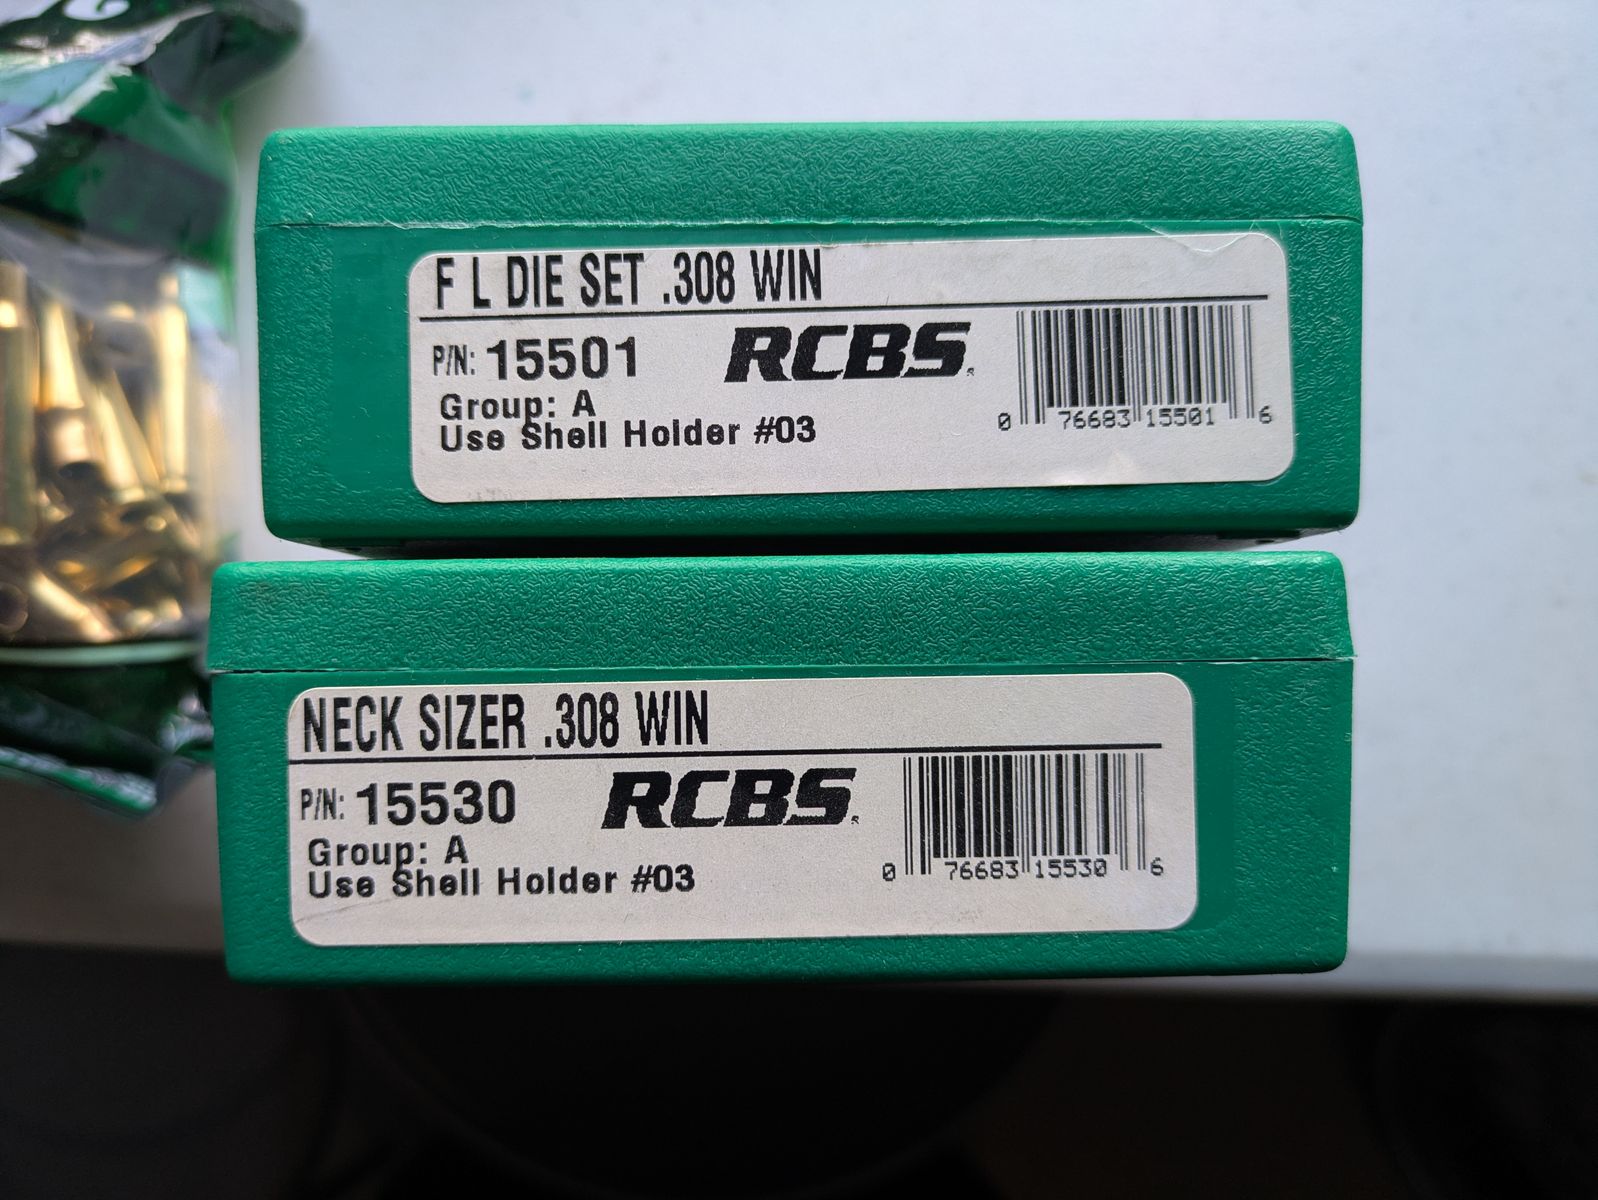 F L DIE SET .308 WIN
P/N: 15501 RCBS®
Group: A
Use Shell Holder #03
0 76683 15501 6
NECK SIZER .308 WIN
P/N: 15530 RCBS®
Group: A
Use Shell Holder #03
0 76683 15530 6